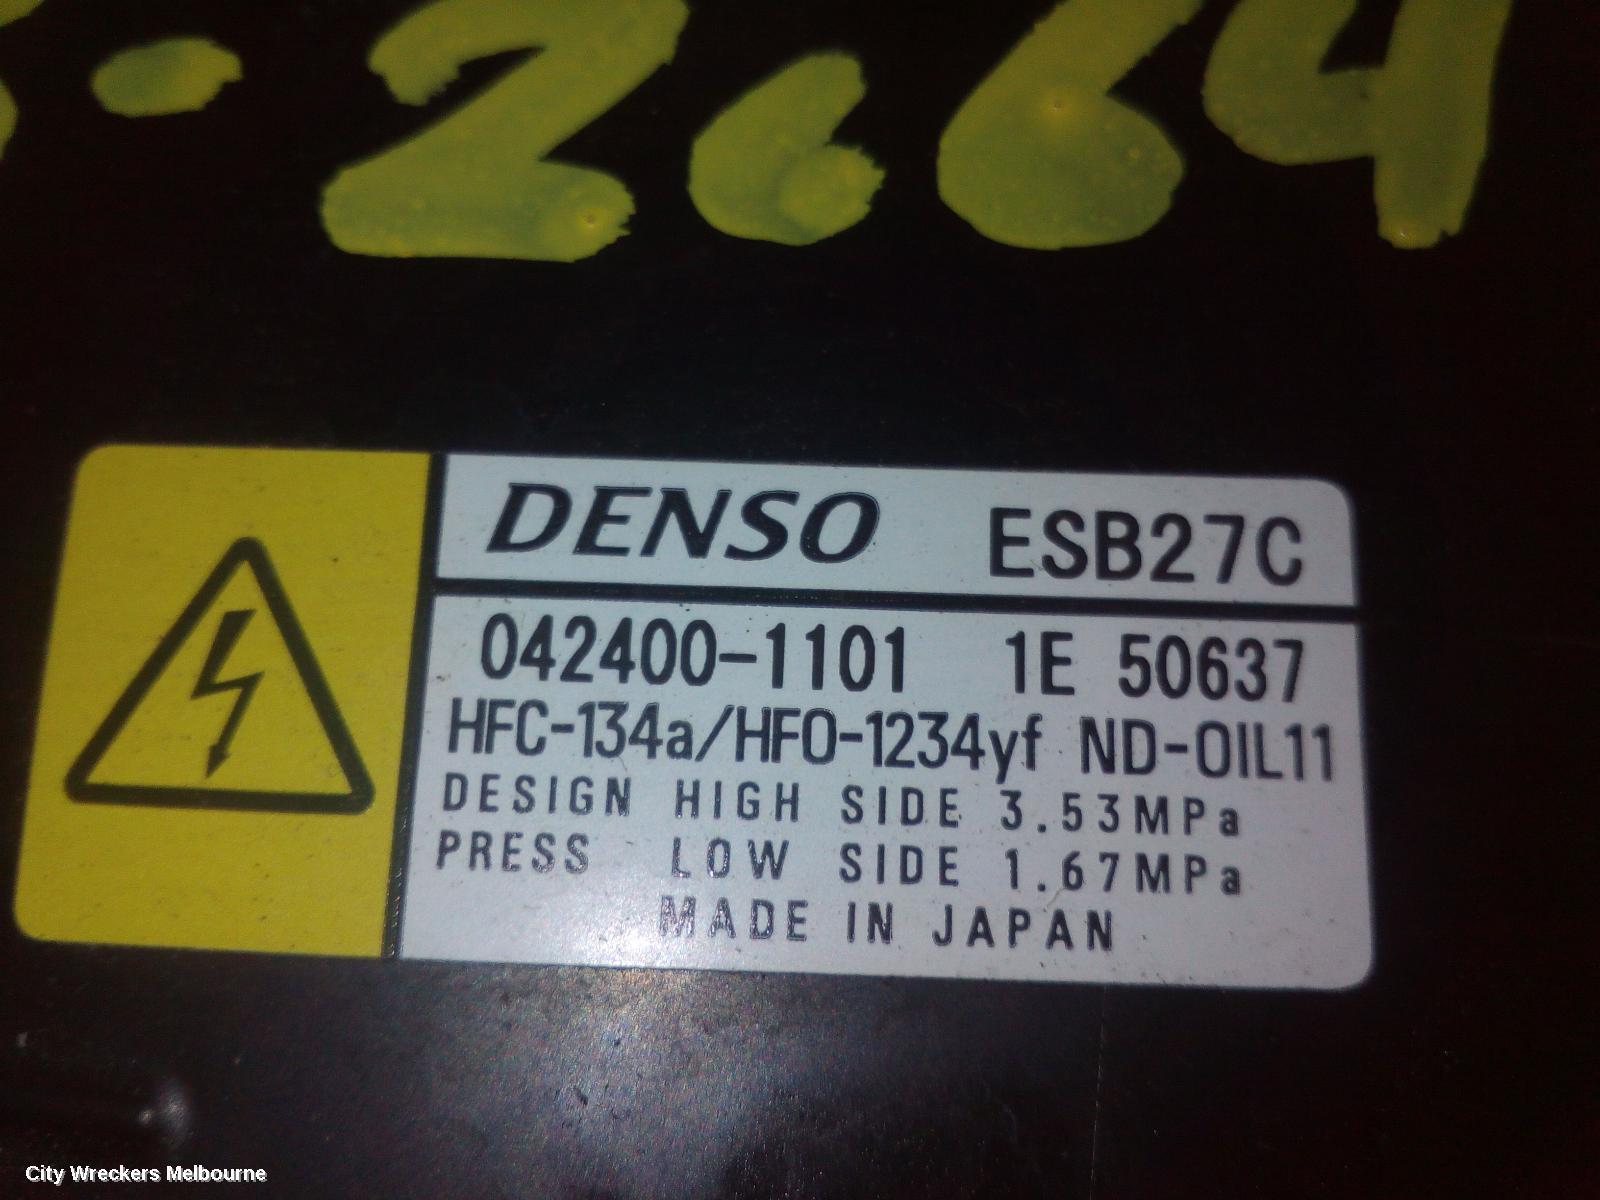 -2664
DENSO ESB27C
042400-1101 1E 50637
HFC-134a/HFO-1234yf ND-OIL11
DESIGN HIGH SIDE 3.53MPa
PRESS LOW SIDE 1.67MPa
MADE IN JAPAN
City Wreckers Melbourne